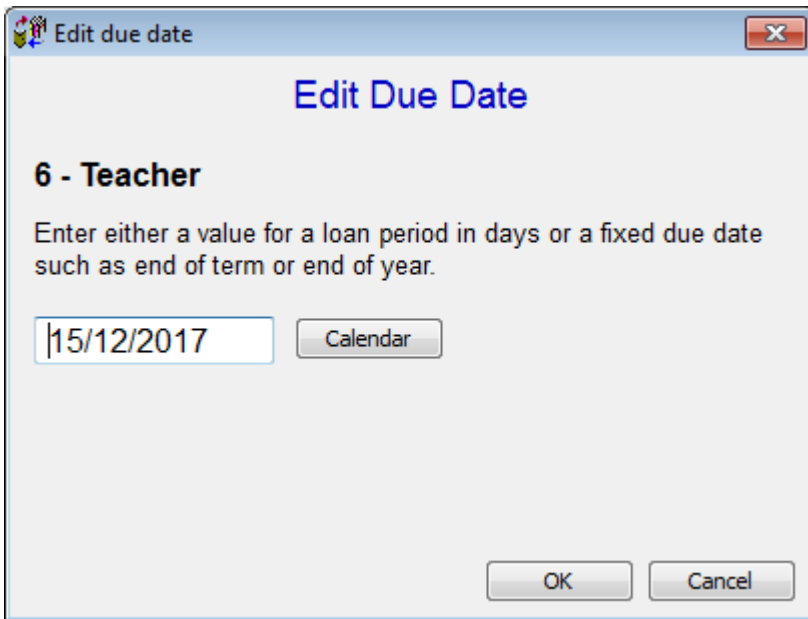 Edit due date
Edit Due Date
6 - Teacher
Enter either a value for a loan period in days or a fixed due date
such as end of term or end of year.
15/12/2017 Calendar
OK Cancel